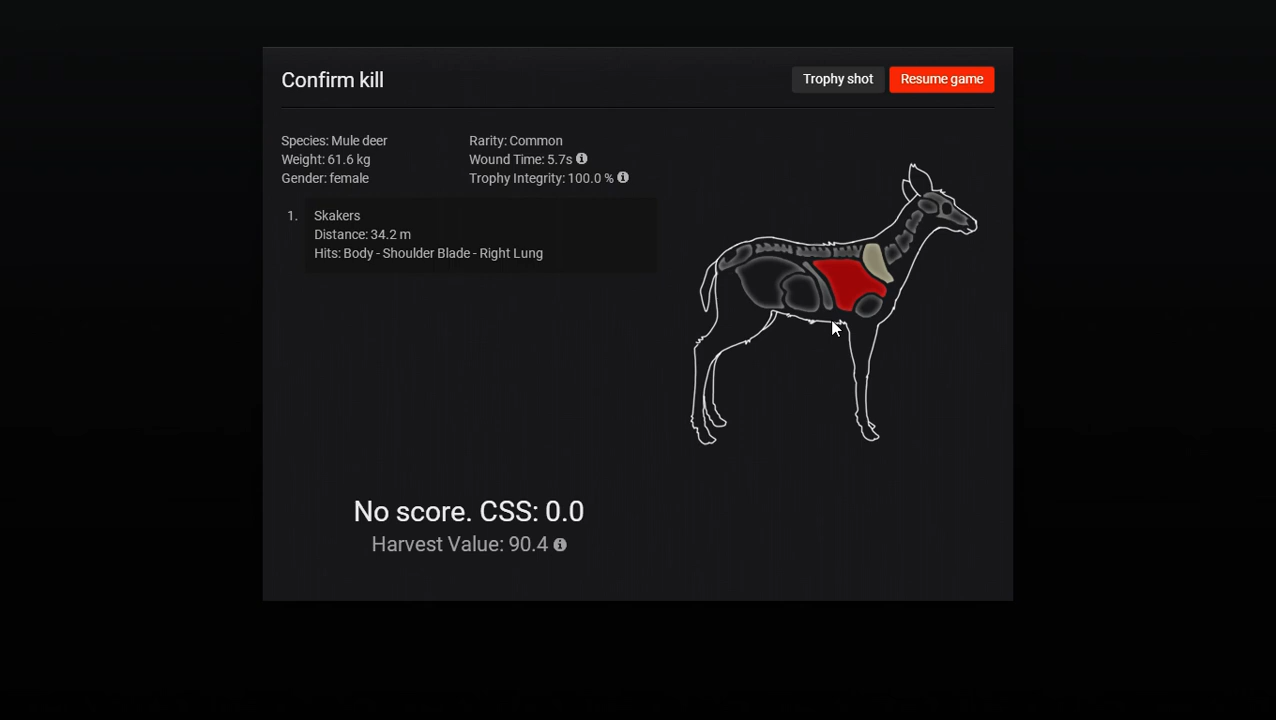 Confirm kill
Trophy shot
Resume game
Species: Mule deer
Rarity: Common
Weight: 61.6 kg
Wound Time: 5.7s
Gender: female
Trophy Integrity: 100.0 %
1.
Skakers
Distance: 34.2 m
Hits: Body - Shoulder Blade - Right Lung
No score. CSS: 0.0
Harvest Value: 90.4